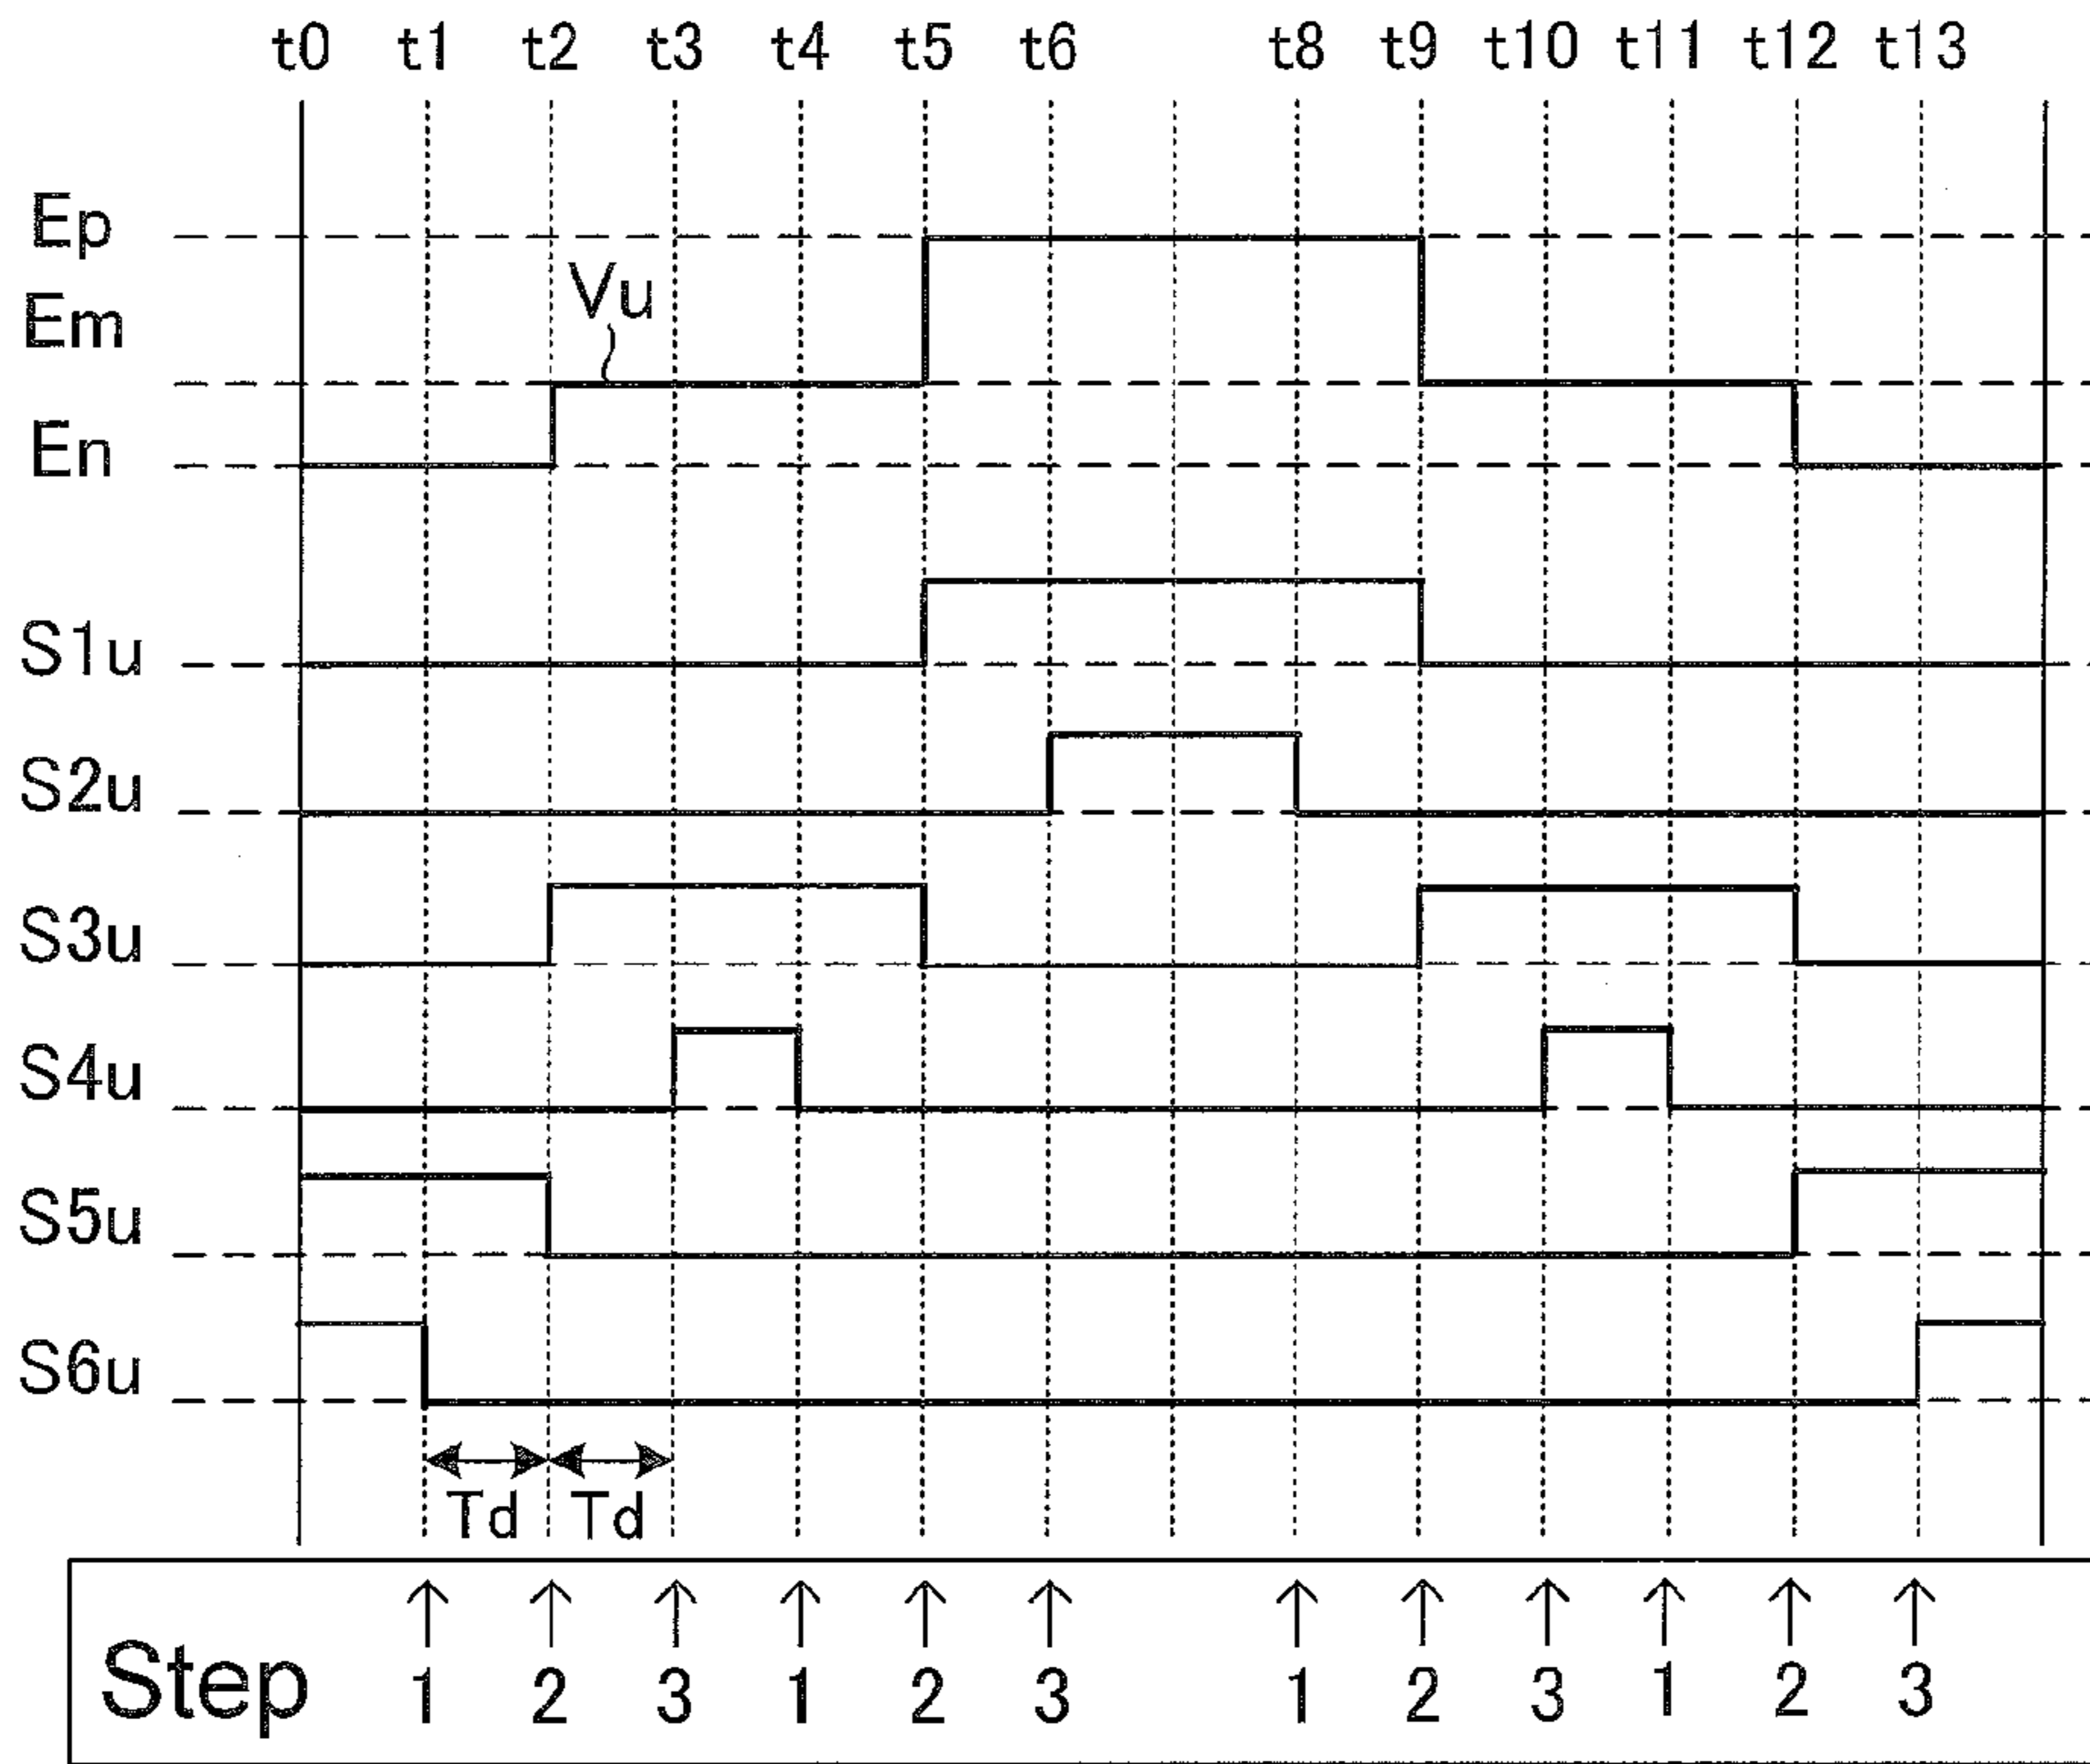 t0 t1 t2 t3 t4 t5 t6 t8 t9 t10 t11 t12 t13
Ep
Vu
Em
En
S1u
S2u
S3u
S4u
S5u
S6u
Td Td
Step 1 2 3 1 2 3 1 2 3 1 2 3